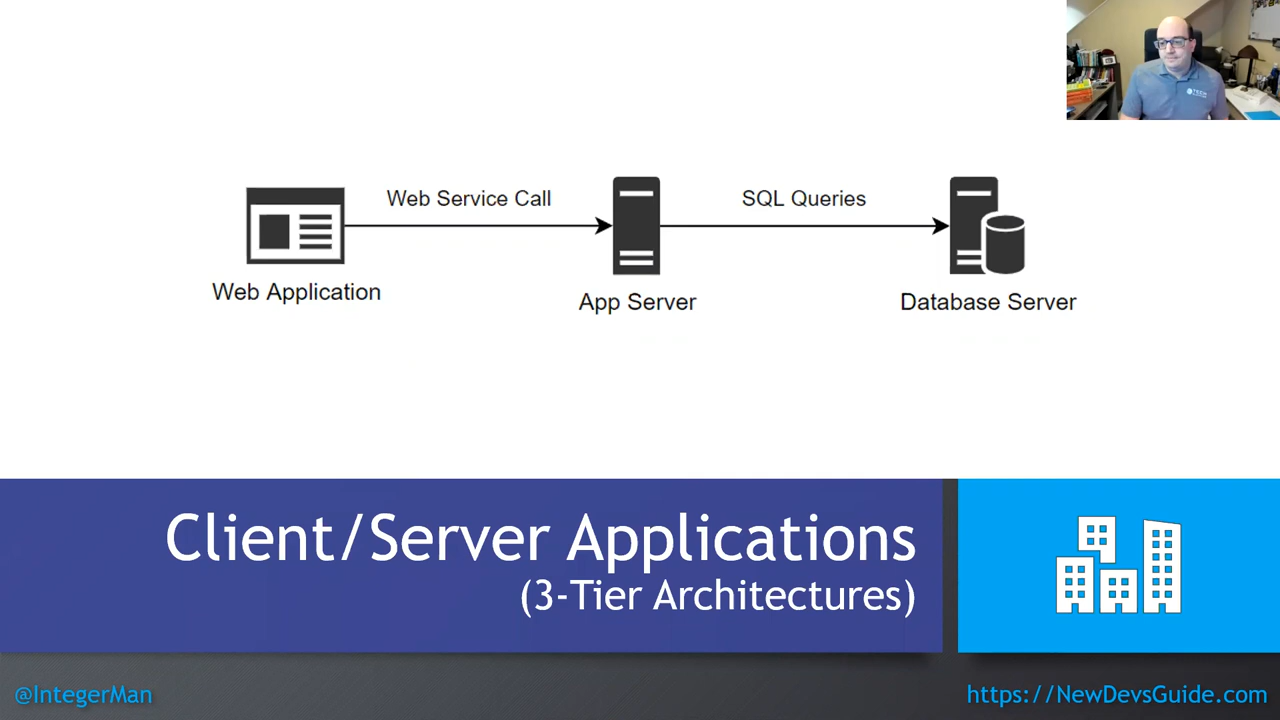 Web Service Call
SQL Queries
Web Application
App Server
Database Server
Client/Server Applications
(3-Tier Architectures)
@IntegerMan
https://NewDevsGuide.com